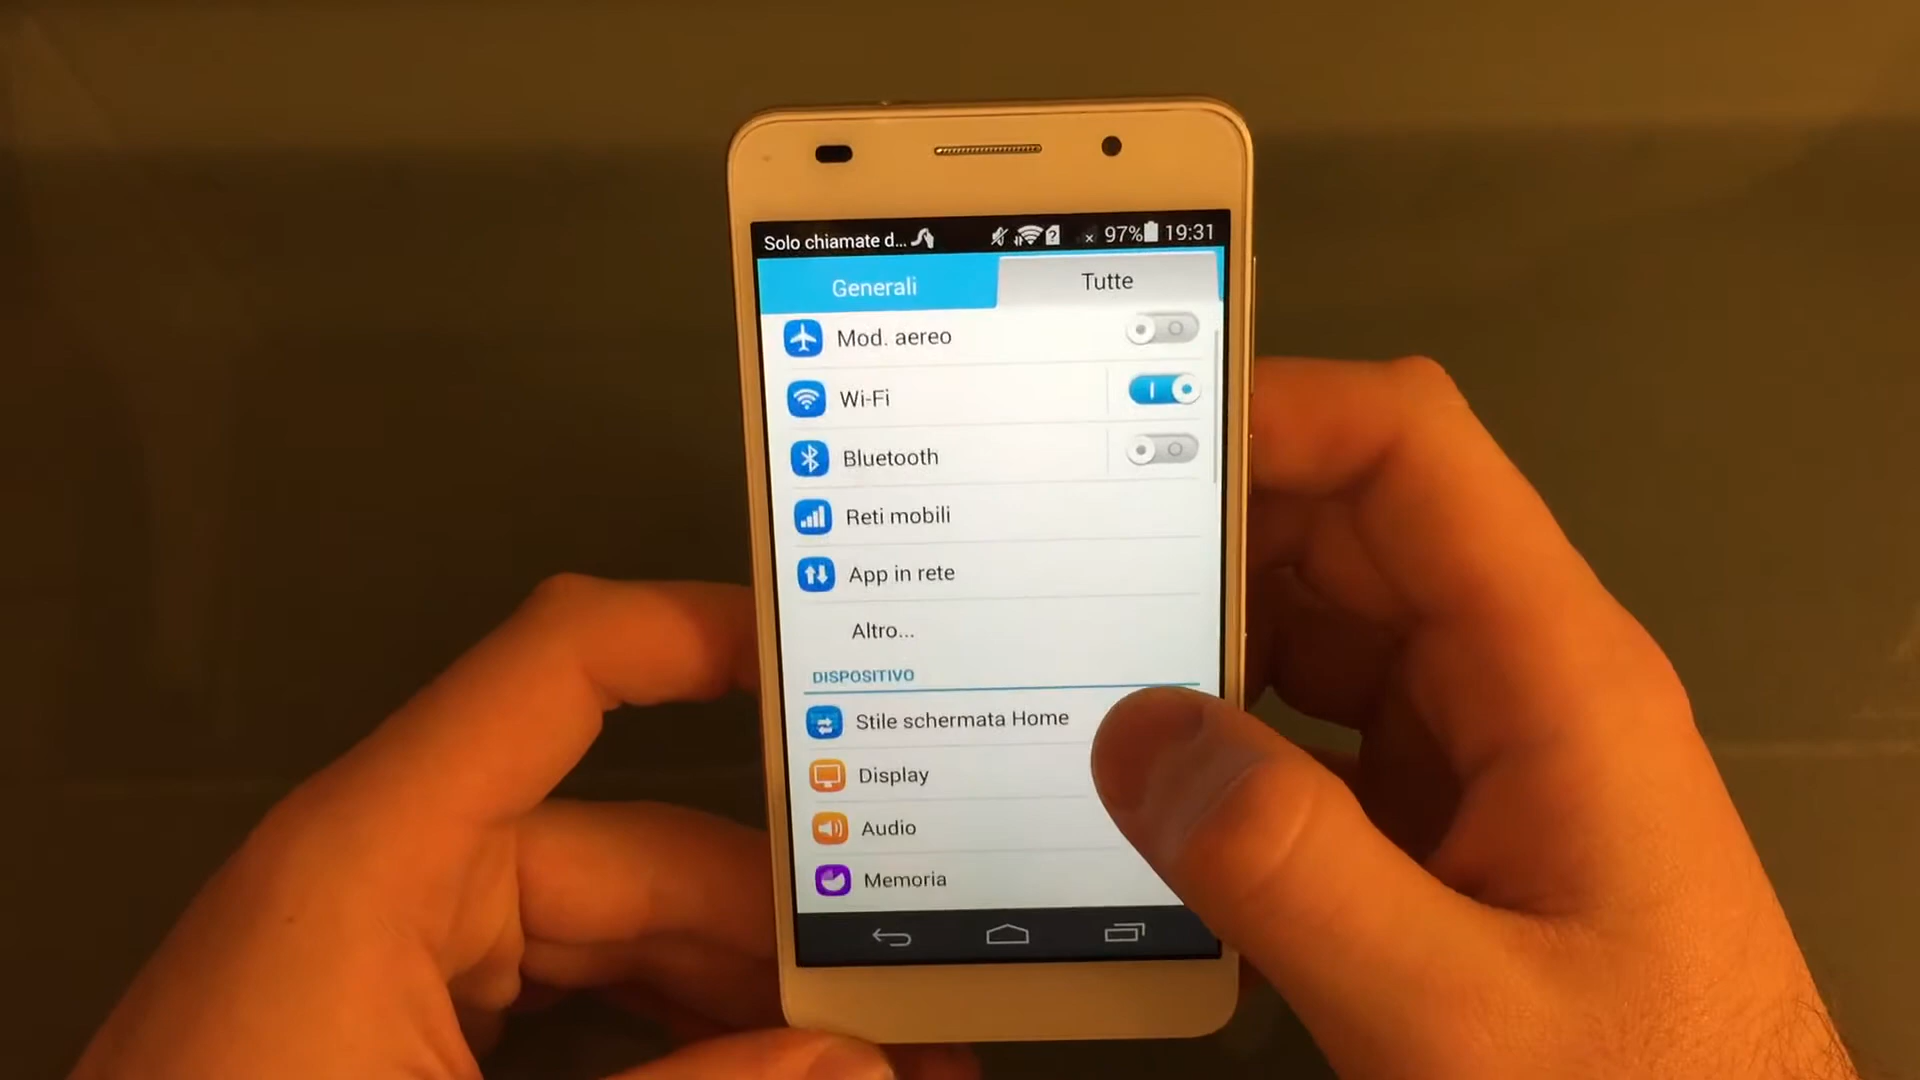 Solo chiamate d... 97% 19:31
Generali Tutte
Mod. aereo
Wi-Fi
Bluetooth
Reti mobili
App in rete
Altro...
DISPOSITIVO
Stile schermata Home
Display
Audio
Memoria